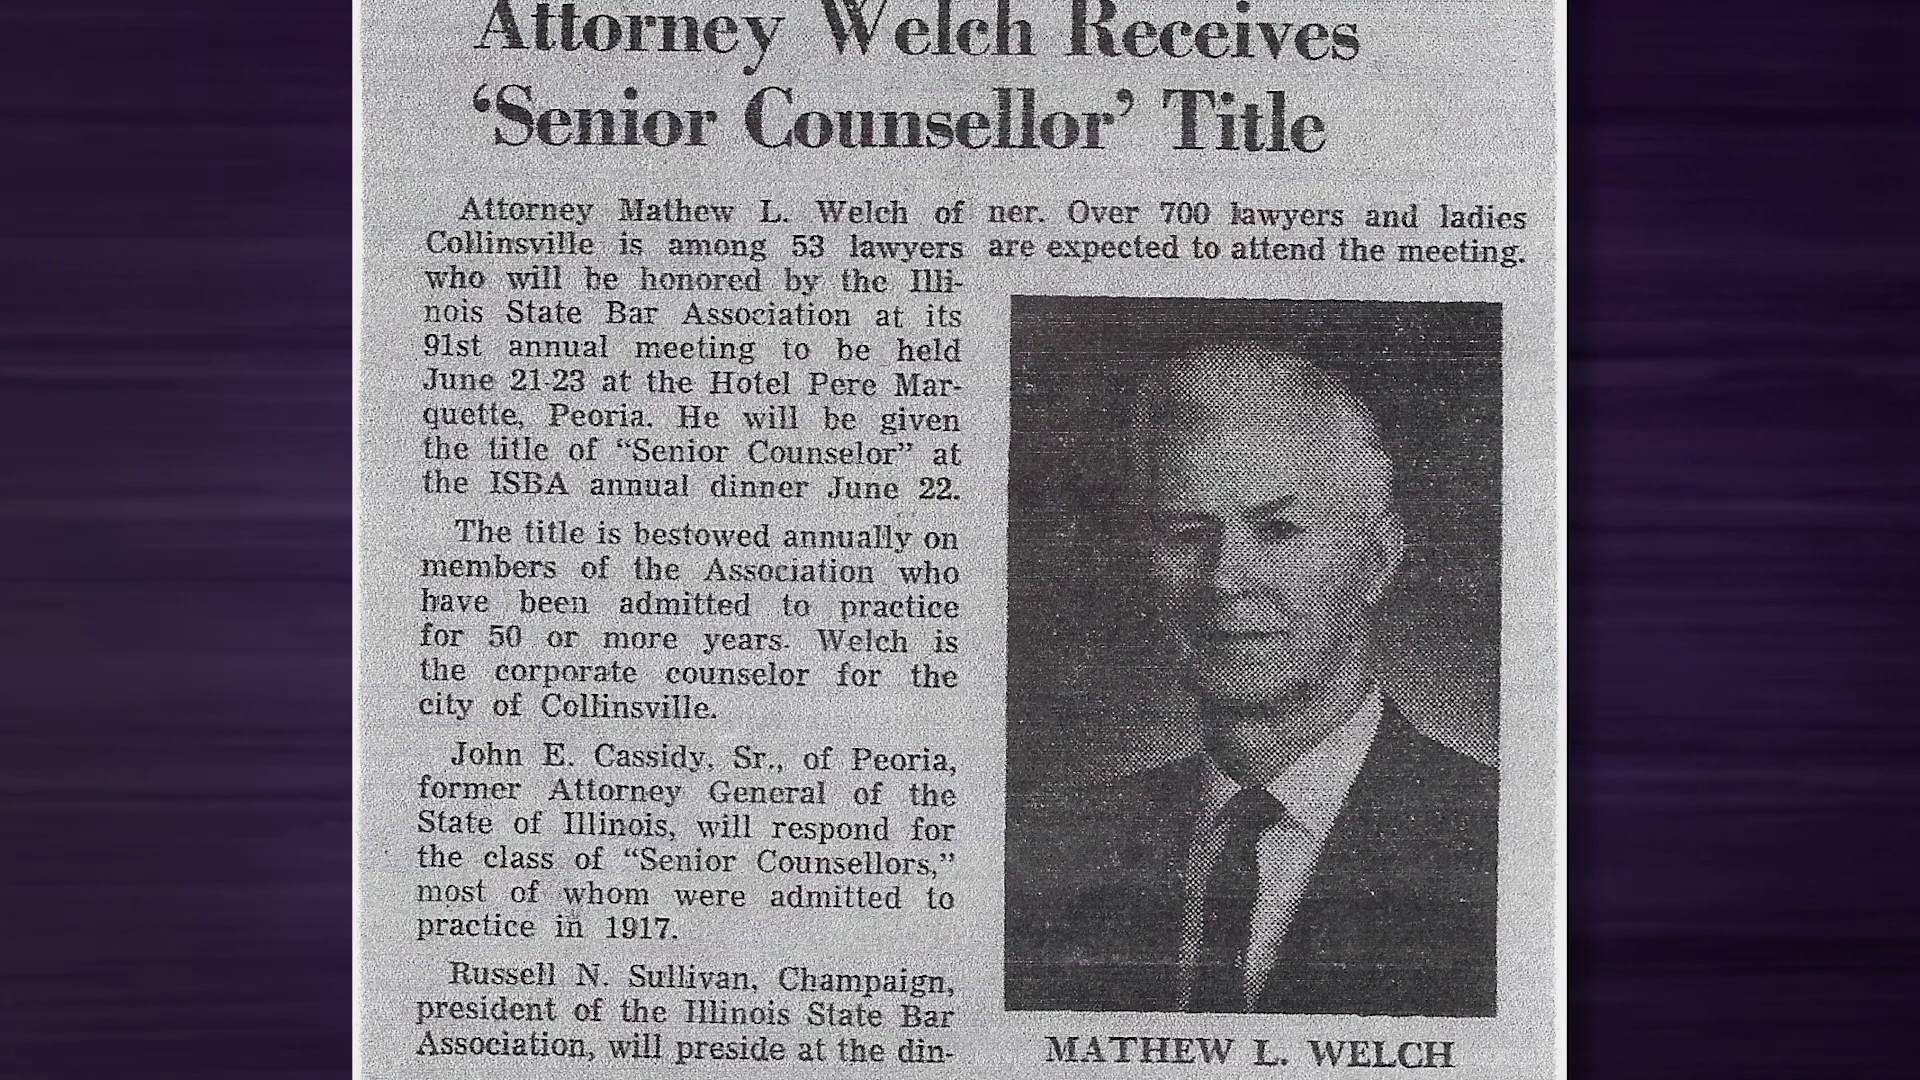 Attorney Welch Receives
‘Senior Counsellor’ Title
Attorney Mathew L. Welch of
Collinsville is among 53 lawyers
who will be honored by the Illi-
nois State Bar Association at its
91st annual meeting to be held
June 21-23 at the Hotel Pere Mar-
quette, Peoria. He will be given
the title of “Senior Counselor” at
the ISBA annual dinner June 22.
The title is bestowed annually on
members of the Association who
have been admitted to practice
for 50 or more years. Welch is
the corporate counselor for the
city of Collinsville.
John E. Cassidy, Sr., of Peoria,
former Attorney General of the
State of Illinois, will respond for
the class of “Senior Counsellors,”
most of whom were admitted to
practice in 1917.
Russell N. Sullivan, Champaign,
president of the Illinois State Bar
Association, will preside at the din-
ner. Over 700 lawyers and ladies
are expected to attend the meeting.
MATHEW L. WELCH